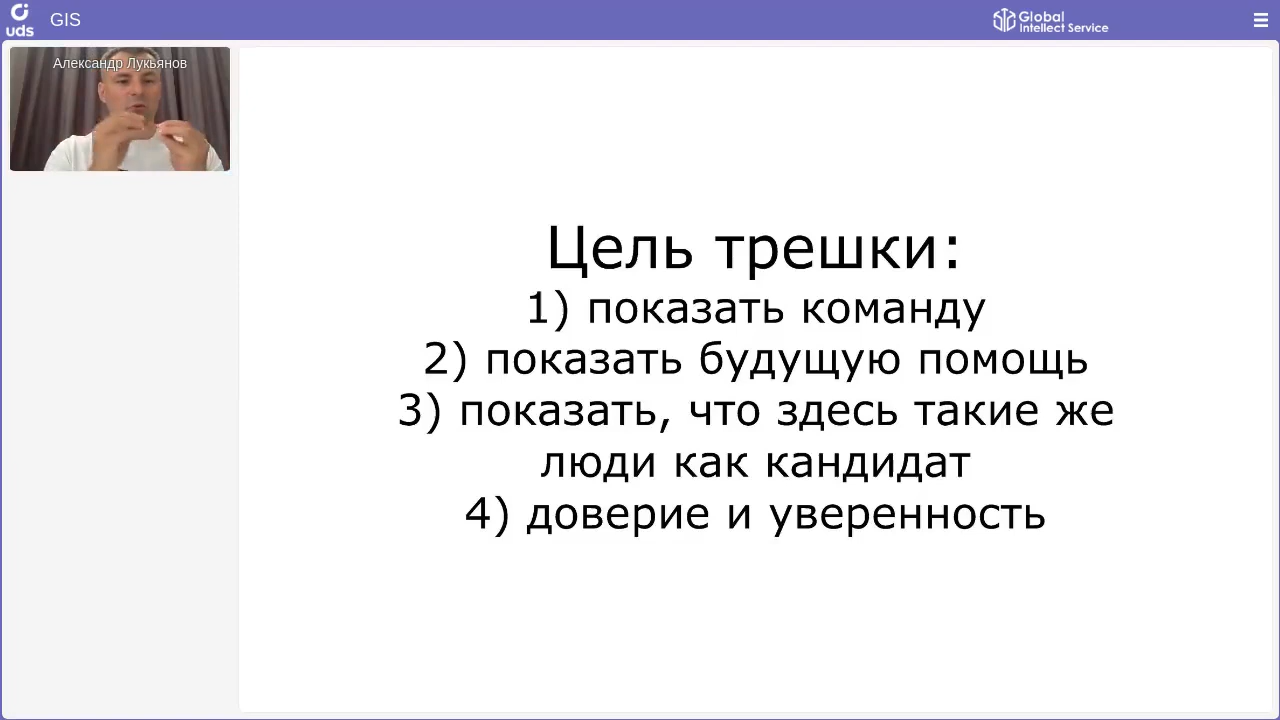 uds
GIS
Global
Intellect Service
Александр Лукьянов
Цель трешки:
1) показать команду
2) показать будущую помощь
3) показать, что здесь такие же
люди как кандидат
4) доверие и уверенность